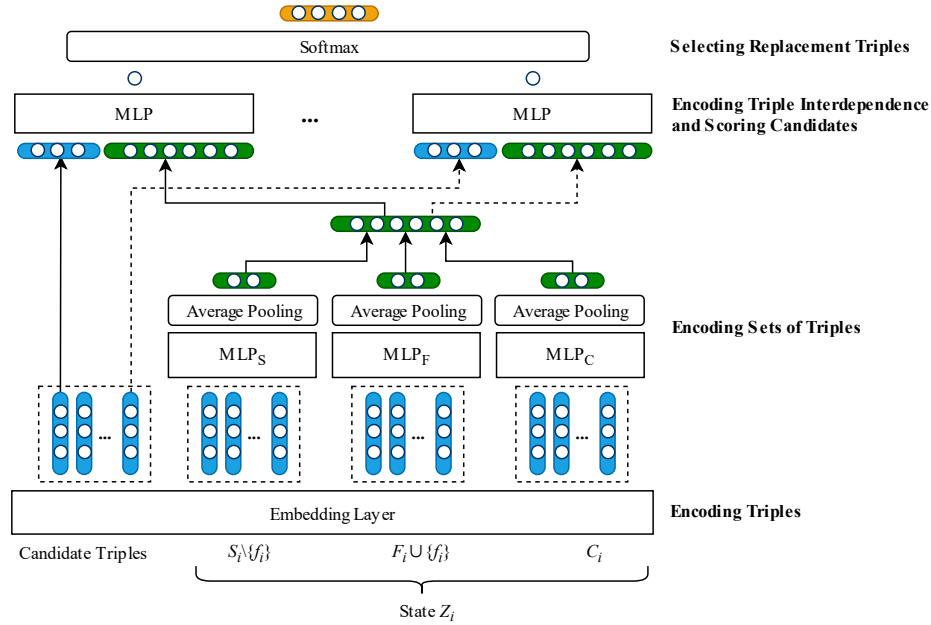 Softmax
Selecting Replacement Triples
MLP
...
MLP
Encoding Triple Interdependence
and Scoring Candidates
Average Pooling
Average Pooling
Average Pooling
Encoding Sets of Triples
MLP_S
MLP_F
MLP_C
...
...
...
...
Embedding Layer
Encoding Triples
Candidate Triples
S_i\{f_i}
F_i ∪ {f_i}
C_i
State Z_i